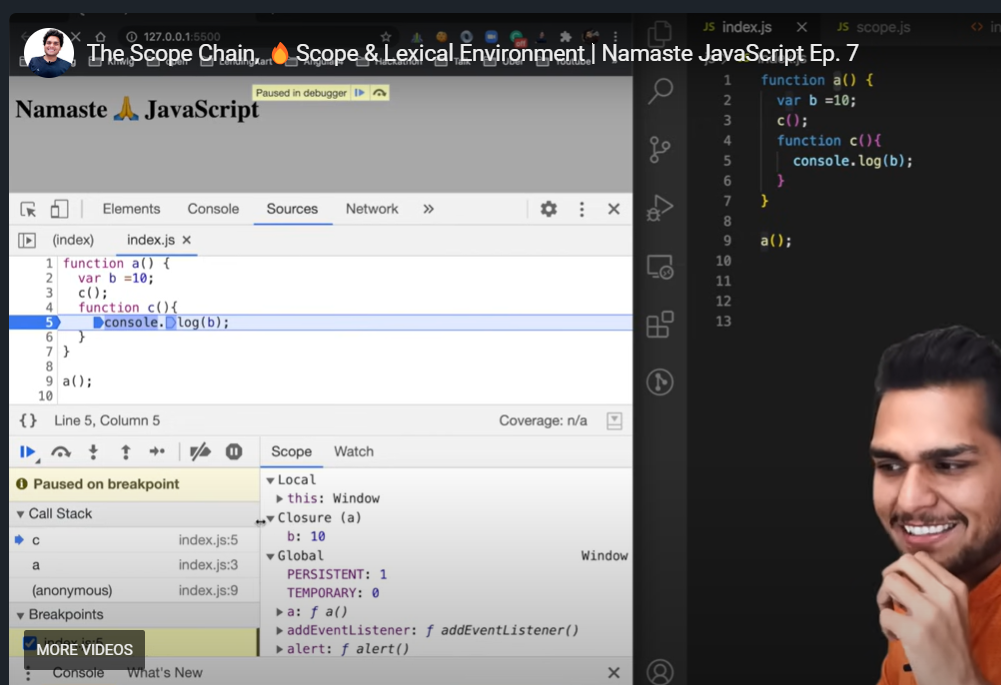 127.0.0.1:5500
The Scope Chain, 🔥Scope & Lexical Environment | Namaste JavaScript Ep. 7
Paused in debugger
Namaste 🙏 JavaScript
Elements Console Sources Network »
(index) index.js ×
1 function a() {
2 var b =10;
3 c();
4 function c(){
5 console.log(b);
6 }
7 }
8
9 a();
10
{} Line 5, Column 5 Coverage: n/a
Paused on breakpoint
Call Stack
c index.js:5
a index.js:3
(anonymous) index.js:9
Breakpoints
index.js:5
MORE VIDEOS
Scope Watch
Local
this: Window
Closure (a)
b: 10
Global Window
PERSISTENT: 1
TEMPORARY: 0
a: ƒ a()
addEventListener: ƒ addEventListener()
alert: ƒ alert()
Console What's New
JS index.js × JS scope.js <> in
1 function a() {
2 var b =10;
3 c();
4 function c(){
5 console.log(b);
6 }
7 }
8
9 a();
10
11
12
13